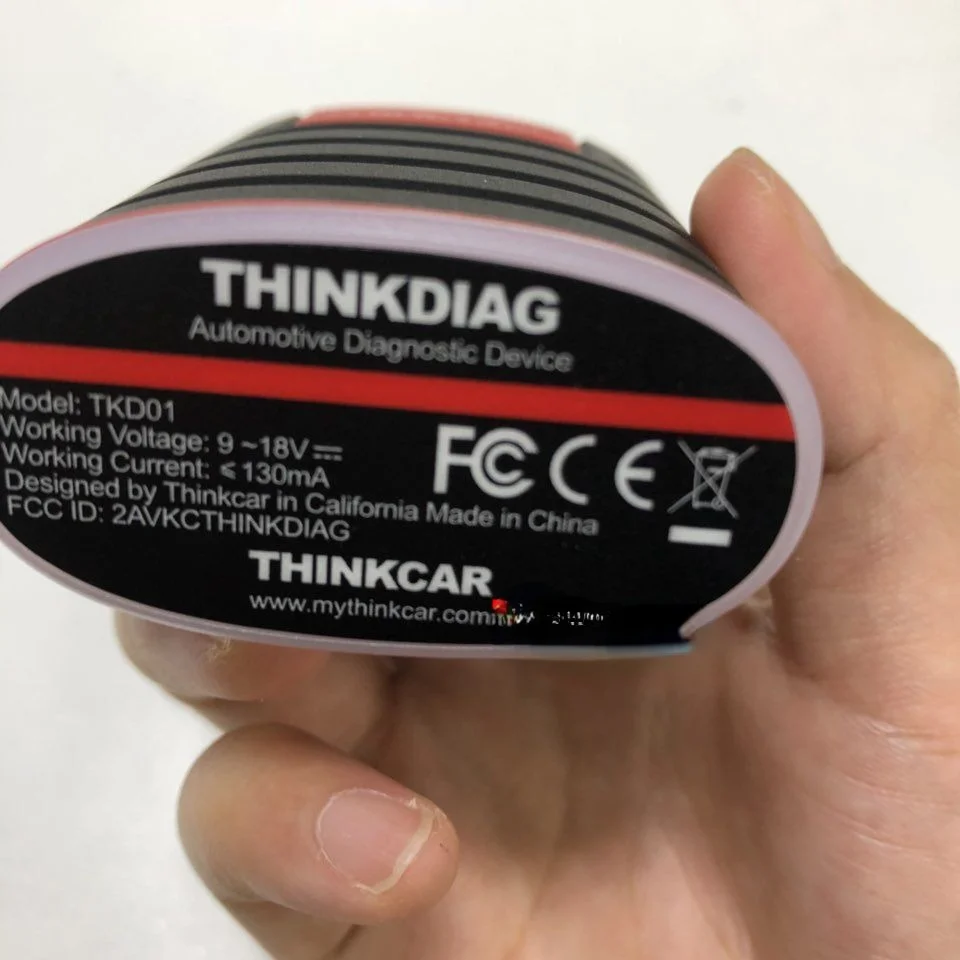 THINKDIAG
Automotive Diagnostic Device
Model: TKD01
Working Voltage: 9 ~18V⎓
Working Current: ≤130mA
Designed by Thinkcar in California Made in China
FCC ID: 2AVKCTHINKDIAG
FC CE
THINKCAR
www.mythinkcar.com